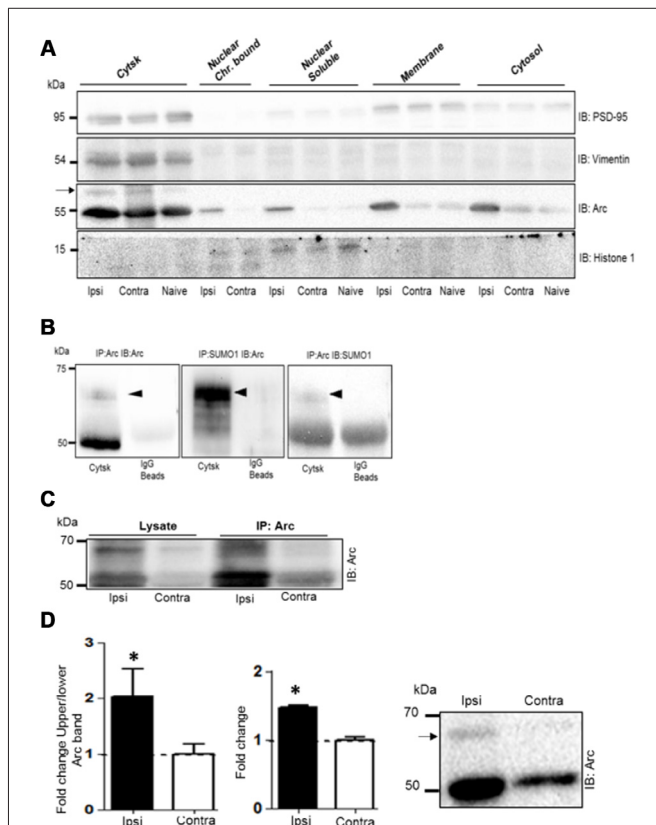 A
Cytsk
Nuclear
Chr. bound
Nuclear
Soluble
Membrane
Cytosol
kDa
95
IB: PSD-95
54
IB: Vimentin
55
IB: Arc
15
IB: Histone 1
Ipsi Contra Naive Ipsi Contra Ipsi Contra Naive Ipsi Contra Naive Ipsi Contra Naive
B
IP:Arc IB:Arc IP:SUMO1 IB:Arc IP:Arc IB:SUMO1
kDa
75
50
Cytsk IgG Beads Cytsk IgG Beads Cytsk IgG Beads
C
kDa Lysate IP: Arc
70
50
IB: Arc
Ipsi Contra Ipsi Contra
D
Fold change Upper/lower
Arc band
3
2
1
0
*
Ipsi Contra
Fold change
2
1
0
*
Ipsi Contra
kDa Ipsi Contra
70
50
IB: Arc